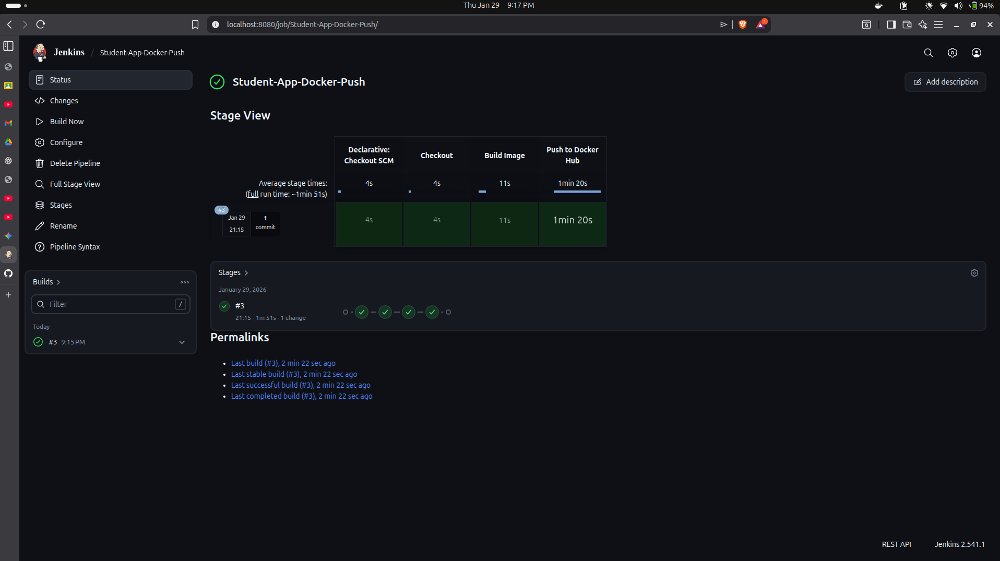 Thu Jan 29 9:17 PM
94%
localhost:8080/job/Student-App-Docker-Push/
1
Jenkins / Student-App-Docker-Push
Status
Changes
Build Now
Configure
Delete Pipeline
Full Stage View
Stages
Rename
Pipeline Syntax
Builds
Filter
/
Today
#3 9:15 PM
Student-App-Docker-Push
Add description
Stage View
Declarative: Checkout SCM
Checkout
Build Image
Push to Docker Hub
Average stage times:
4s 4s 11s 1min 20s
(full run time: ~1min 51s)
#3
Jan 29
21:15
1
commit
4s 4s 11s 1min 20s
Stages
January 29, 2026
#3
21:15 - 1m 51s - 1 change
Permalinks
Last build (#3), 2 min 22 sec ago
Last stable build (#3), 2 min 22 sec ago
Last successful build (#3), 2 min 22 sec ago
Last completed build (#3), 2 min 22 sec ago
REST API
Jenkins 2.541.1